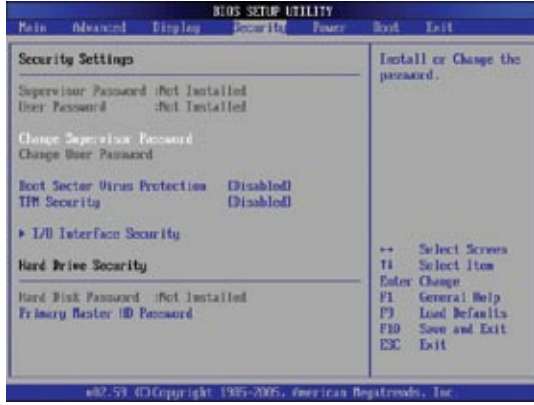 BIOS SETUP UTILITY
Main Advanced Display Security Power Boot Exit
Security Settings
Install or Change the
password.
Supervisor Password :Not Installed
User Password :Not Installed
Change Supervisor Password
Change User Password
Boot Sector Virus Protection [Disabled]
TPM Security [Disabled]
▸ I/O Interface Security
Hard Drive Security
Hard Disk Password :Not Installed
Primary Master HD Password
↔ Select Screen
↑↓ Select Item
Enter Change
F1 General Help
F9 Load Defaults
F10 Save and Exit
ESC Exit
v02.59 (C)Copyright 1985-2005, American Megatrends, Inc.